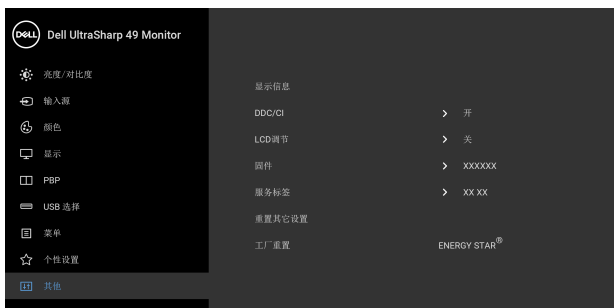 DELL
Dell UltraSharp 49 Monitor
亮度/对比度
输入源
颜色
显示
PBP
USB 选择
菜单
个性设置
其他
显示信息
DDC/CI > 开
LCD调节 > 关
固件 > XXXXXX
服务标签 > XX XX
重置其它设置
工厂重置 ENERGY STAR®